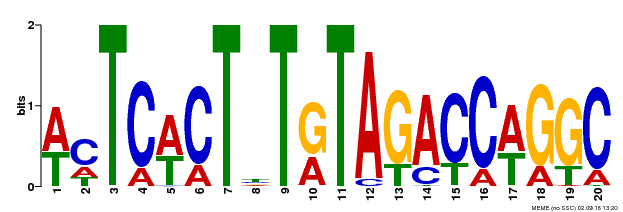 2
1
0
bits
A T C T A T C A A T C A T T G A T A C G T A C C T C A A T G A G T C A
1 2 3 4 5 6 7 8 9 10 11 12 13 14 15 16 17 18 19 20
MEME (no SSC) 02.09.16 13:20